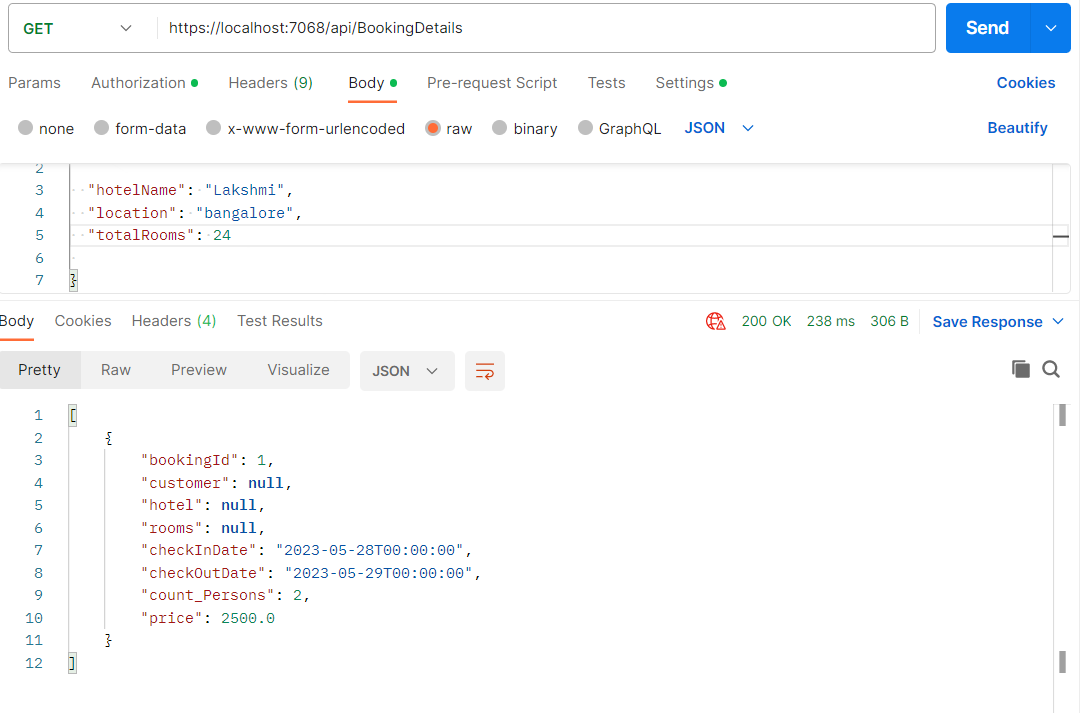 GET https://localhost:7068/api/BookingDetails Send
Params Authorization Headers (9) Body Pre-request Script Tests Settings Cookies
none form-data x-www-form-urlencoded raw binary GraphQL JSON Beautify
2
3 "hotelName": "Lakshmi",
4 "location": "bangalore",
5 "totalRooms": 24
6
7 }
Body Cookies Headers (4) Test Results 200 OK 238 ms 306 B Save Response
Pretty Raw Preview Visualize JSON
1 [
2 {
3 "bookingId": 1,
4 "customer": null,
5 "hotel": null,
6 "rooms": null,
7 "checkInDate": "2023-05-28T00:00:00",
8 "checkOutDate": "2023-05-29T00:00:00",
9 "count_Persons": 2,
10 "price": 2500.0
11 }
12 ]